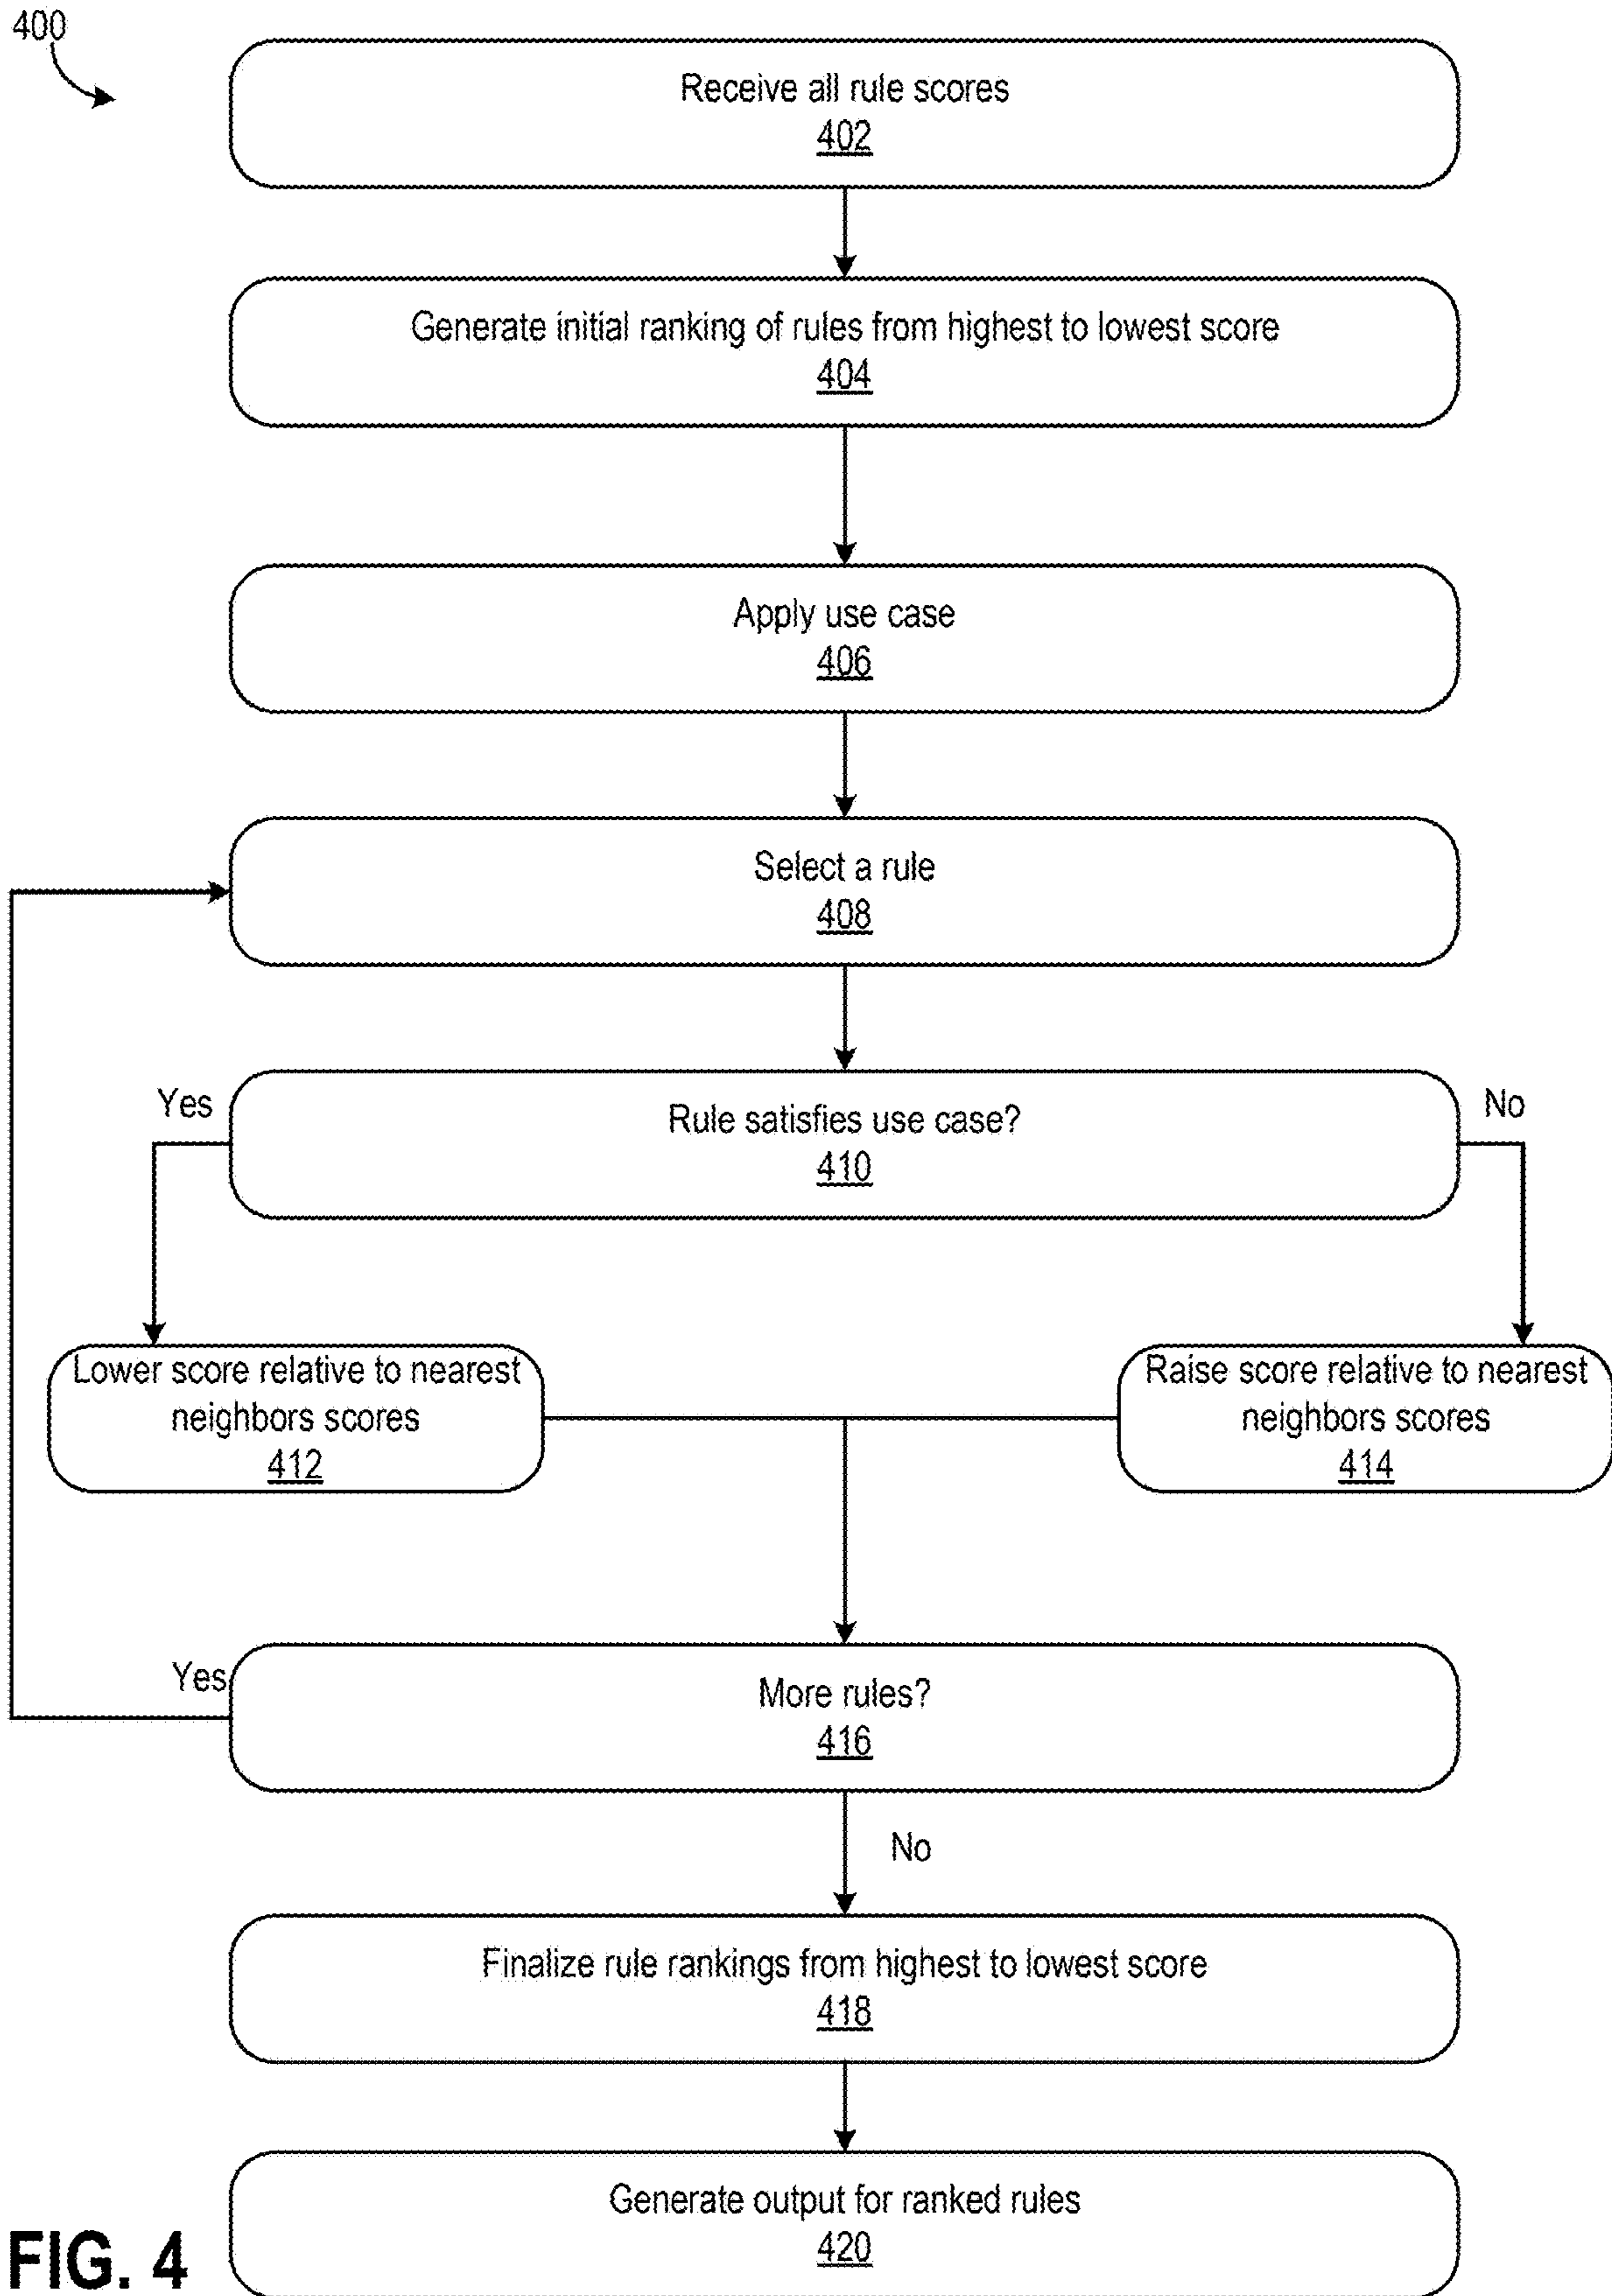 400
Receive all rule scores
402
Generate initial ranking of rules from highest to lowest score
404
Apply use case
406
Select a rule
408
Yes
Rule satisfies use case?
410
No
Lower score relative to nearest
neighbors scores
412
Raise score relative to nearest
neighbors scores
414
Yes
More rules?
416
No
Finalize rule rankings from highest to lowest score
418
Generate output for ranked rules
420
FIG. 4